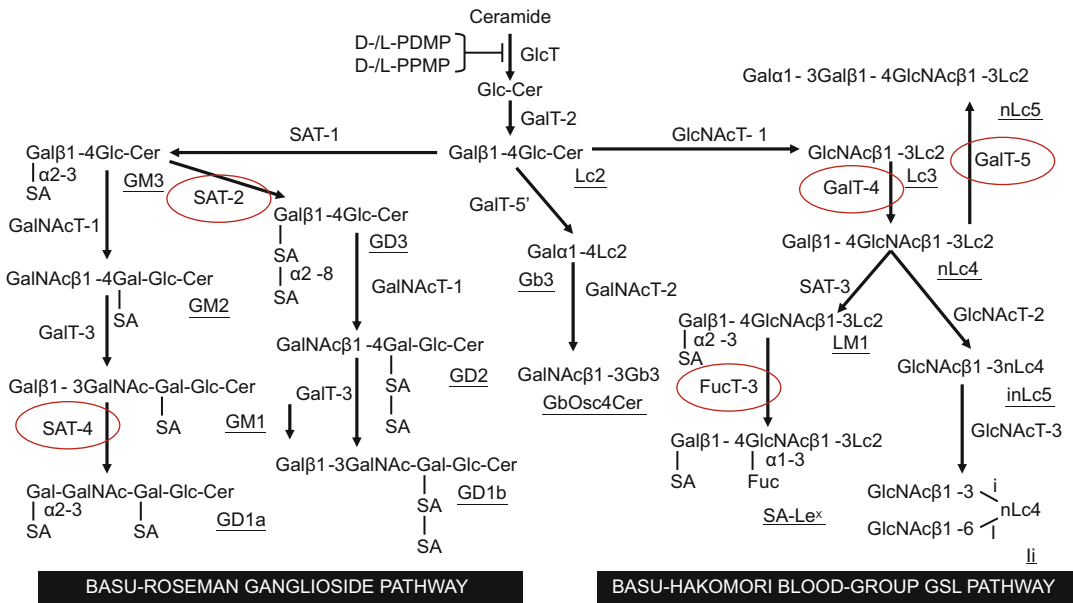 Ceramide
D-/L-PDMP
D-/L-PPMP
GlcT
Glc-Cer
GalT-2
Galα1- 3Galβ1- 4GlcNAcβ1 -3Lc2
nLc5
SAT-1
GlcNAcT- 1
Galβ1 -4Glc-Cer
α2-3
SA
GM3
SAT-2
Galβ1 -4Glc-Cer
Lc2
GlcNAcβ1 -3Lc2
Lc3
GalT-4
GalT-5
GalNAcT-1
Galβ1 -4Glc-Cer
SA
α2 -8
SA
GD3
GalT-5’
Galα1 -4Lc2
Gb3
Galβ1- 4GlcNAcβ1 -3Lc2
nLc4
GalNAcβ1 -4Gal-Glc-Cer
SA
GM2
GalNAcT-1
GalNAcT-2
SAT-3
GlcNAcT-2
GalT-3
GalNAcβ1 -4Gal-Glc-Cer
SA
SA
GD2
Galβ1- 4GlcNAcβ1-3Lc2
α2 -3
SA
LM1
GlcNAcβ1 -3nLc4
inLc5
Galβ1- 3GalNAc-Gal-Glc-Cer
SA
GM1
GalT-3
GalNAcβ1 -3Gb3
GbOsc4Cer
FucT-3
GlcNAcT-3
SAT-4
Galβ1 -3GalNAc-Gal-Glc-Cer
SA
SA
GD1b
Galβ1- 4GlcNAcβ1 -3Lc2
SA
α1-3
Fuc
SA-Leˣ
Gal-GalNAc-Gal-Glc-Cer
α2-3
SA
SA
GD1a
GlcNAcβ1 -3
i
nLc4
GlcNAcβ1 -6
I
Ii
BASU-ROSEMAN GANGLIOSIDE PATHWAY
BASU-HAKOMORI BLOOD-GROUP GSL PATHWAY